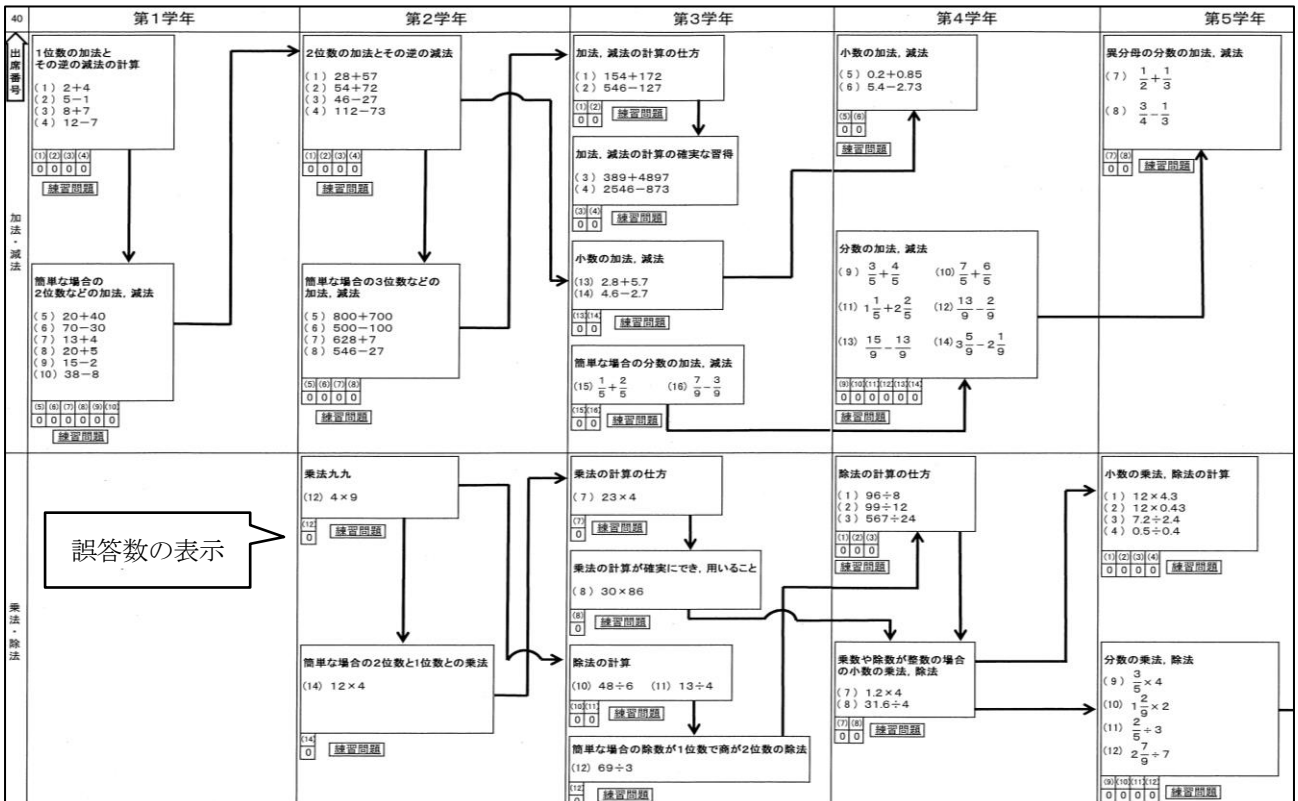 40
第1学年
第2学年
第3学年
第4学年
第5学年
出席番号
加法・減法
1位数の加法と
その逆の減法の計算
(1) 2+4
(2) 5-1
(3) 8+7
(4) 12-7
(1)(2)(3)(4)
0 0 0 0
練習問題
簡単な場合の
2位数などの加法,減法
(5) 20+40
(6) 70-30
(7) 13+4
(8) 20+5
(9) 15-2
(10) 38-8
(5)(6)(7)(8)(9)(10)
0 0 0 0 0 0
練習問題
2位数の加法とその逆の減法
(1) 28+57
(2) 54+72
(3) 46-27
(4) 112-73
(1)(2)(3)(4)
0 0 0 0
練習問題
簡単な場合の3位数などの
加法,減法
(5) 800+700
(6) 500-100
(7) 628+7
(8) 546-27
(5)(6)(7)(8)
0 0 0 0
練習問題
加法,減法の計算の仕方
(1) 154+172
(2) 546-127
(1)(2)
0 0
練習問題
加法,減法の計算の確実な習得
(3) 389+4897
(4) 2546-873
(3)(4)
0 0
練習問題
小数の加法,減法
(13) 2.8+5.7
(14) 4.6-2.7
(13)(14)
0 0
練習問題
簡単な場合の分数の加法,減法
(15) 1/5+2/5 (16) 7/9-3/9
(15)(16)
0 0
練習問題
小数の加法,減法
(5) 0.2+0.85
(6) 5.4-2.73
(5)(6)
0 0
練習問題
分数の加法,減法
(9) 3/5+4/5 (10) 7/5+6/5
(11) 1 1/5+2 2/5 (12) 13/9-2/9
(13) 15/9-13/9 (14) 3 5/9-2 1/9
(9)(10)(11)(12)(13)(14)
0 0 0 0 0 0
練習問題
異分母の分数の加法,減法
(7) 1/2+1/3
(8) 3/4-1/3
(7)(8)
0 0
練習問題
乗法・除法
誤答数の表示
乗法九九
(12) 4×9
(12)
0
練習問題
簡単な場合の2位数と1位数との乗法
(14) 12×4
(14)
0
練習問題
乗法の計算の仕方
(7) 23×4
(7)
0
練習問題
乗法の計算が確実にでき,用いること
(8) 30×86
(8)
0
練習問題
除法の計算
(10) 48÷6 (11) 13÷4
(10)(11)
0 0
練習問題
簡単な場合の除数が1位数で商が2位数の除法
(12) 69÷3
(12)
0
練習問題
除法の計算の仕方
(1) 96÷8
(2) 99÷12
(3) 567÷24
(1)(2)(3)
0 0 0
練習問題
乗数や除数が整数の場合
の小数の乗法,除法
(7) 1.2×4
(8) 31.6÷4
(7)(8)
0 0
練習問題
小数の乗法,除法の計算
(1) 12×4.3
(2) 12×0.43
(3) 7.2÷2.4
(4) 0.5÷0.4
(1)(2)(3)(4)
0 0 0 0
練習問題
分数の乗法,除法
(9) 3/5×4
(10) 1 2/9×2
(11) 2/5÷3
(12) 2 7/9÷7
(9)(10)(11)(12)
0 0 0 0
練習問題